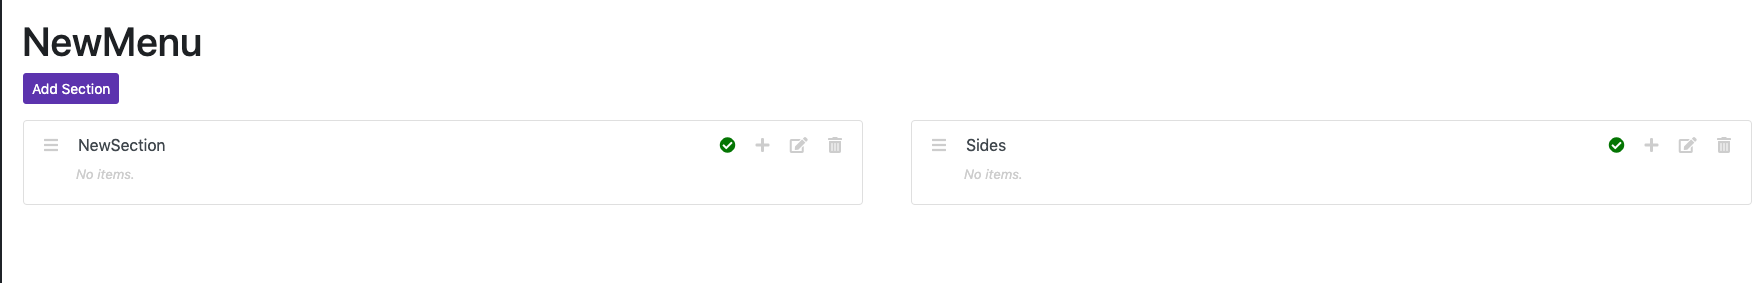 NewMenu
Add Section
NewSection
No items.
Sides
No items.